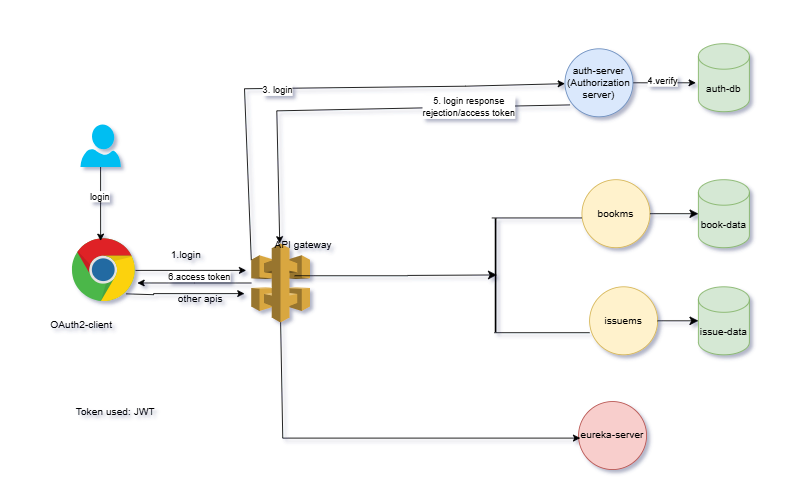 3. login
auth-server
(Authorization
server)
4.verify
auth-db
5. login response
rejection/access token
login
bookms
book-data
API gateway
1.login
6.access token
other apis
OAuth2-client
issuems
issue-data
Token used: JWT
eureka-server